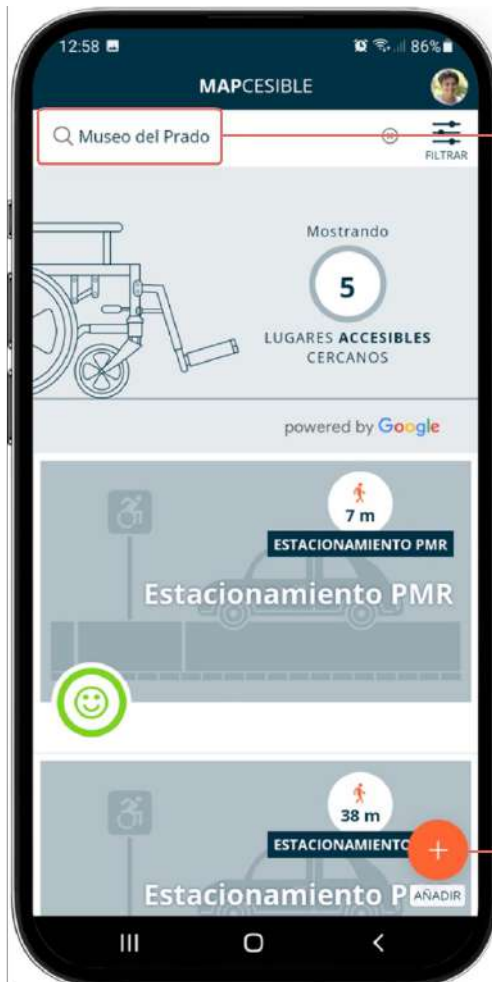 12:58
86%
MAPCESIBLE
Museo del Prado
FILTRAR
Mostrando
5
LUGARES ACCESIBLES
CERCANOS
powered by Google
7 m
ESTACIONAMIENTO PMR
Estacionamiento PMR
38 m
ESTACIONAMIENTO
Estacionamiento P
AÑADIR